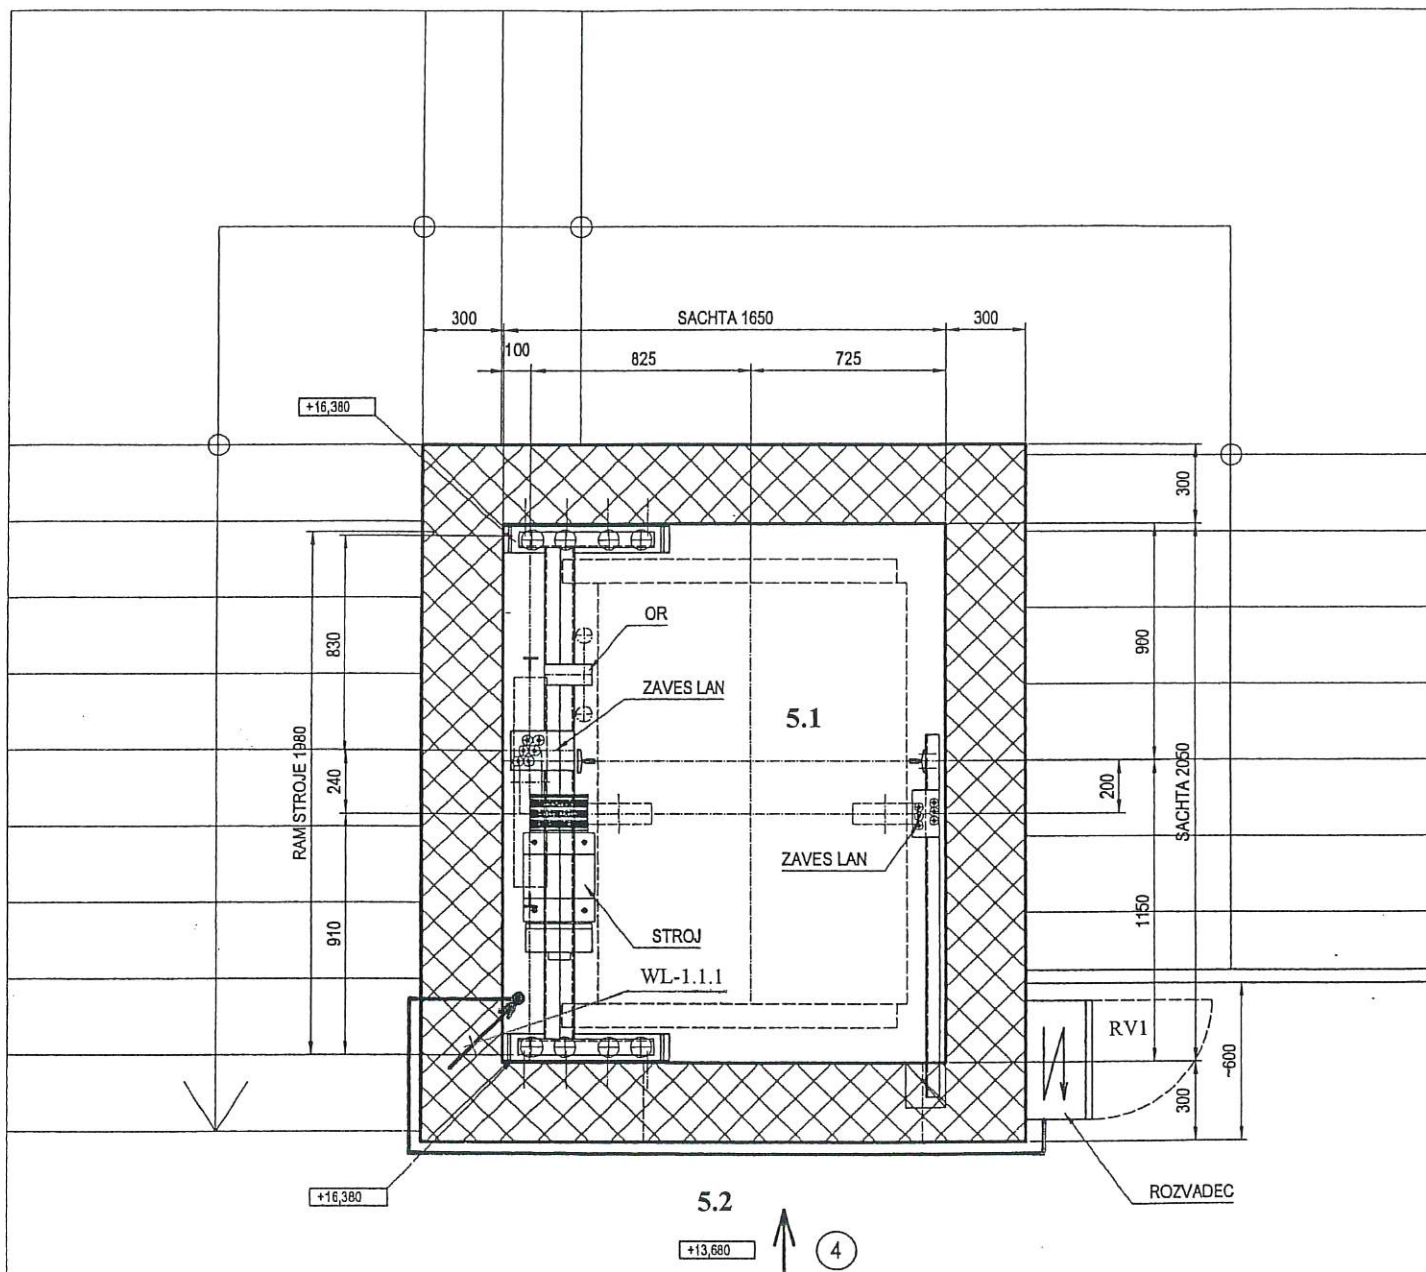 300
SACHTA 1650
300
100
825
725
+16,380
300
OR
830
900
ZAVES LAN
5.1
RAM STROJE 1980
240
200
SACHTA 2050
ZAVES LAN
910
1150
STROJ
WL-1.1.1
RV1
~600
300
+16,380
5.2
ROZVADEC
+13,680
4